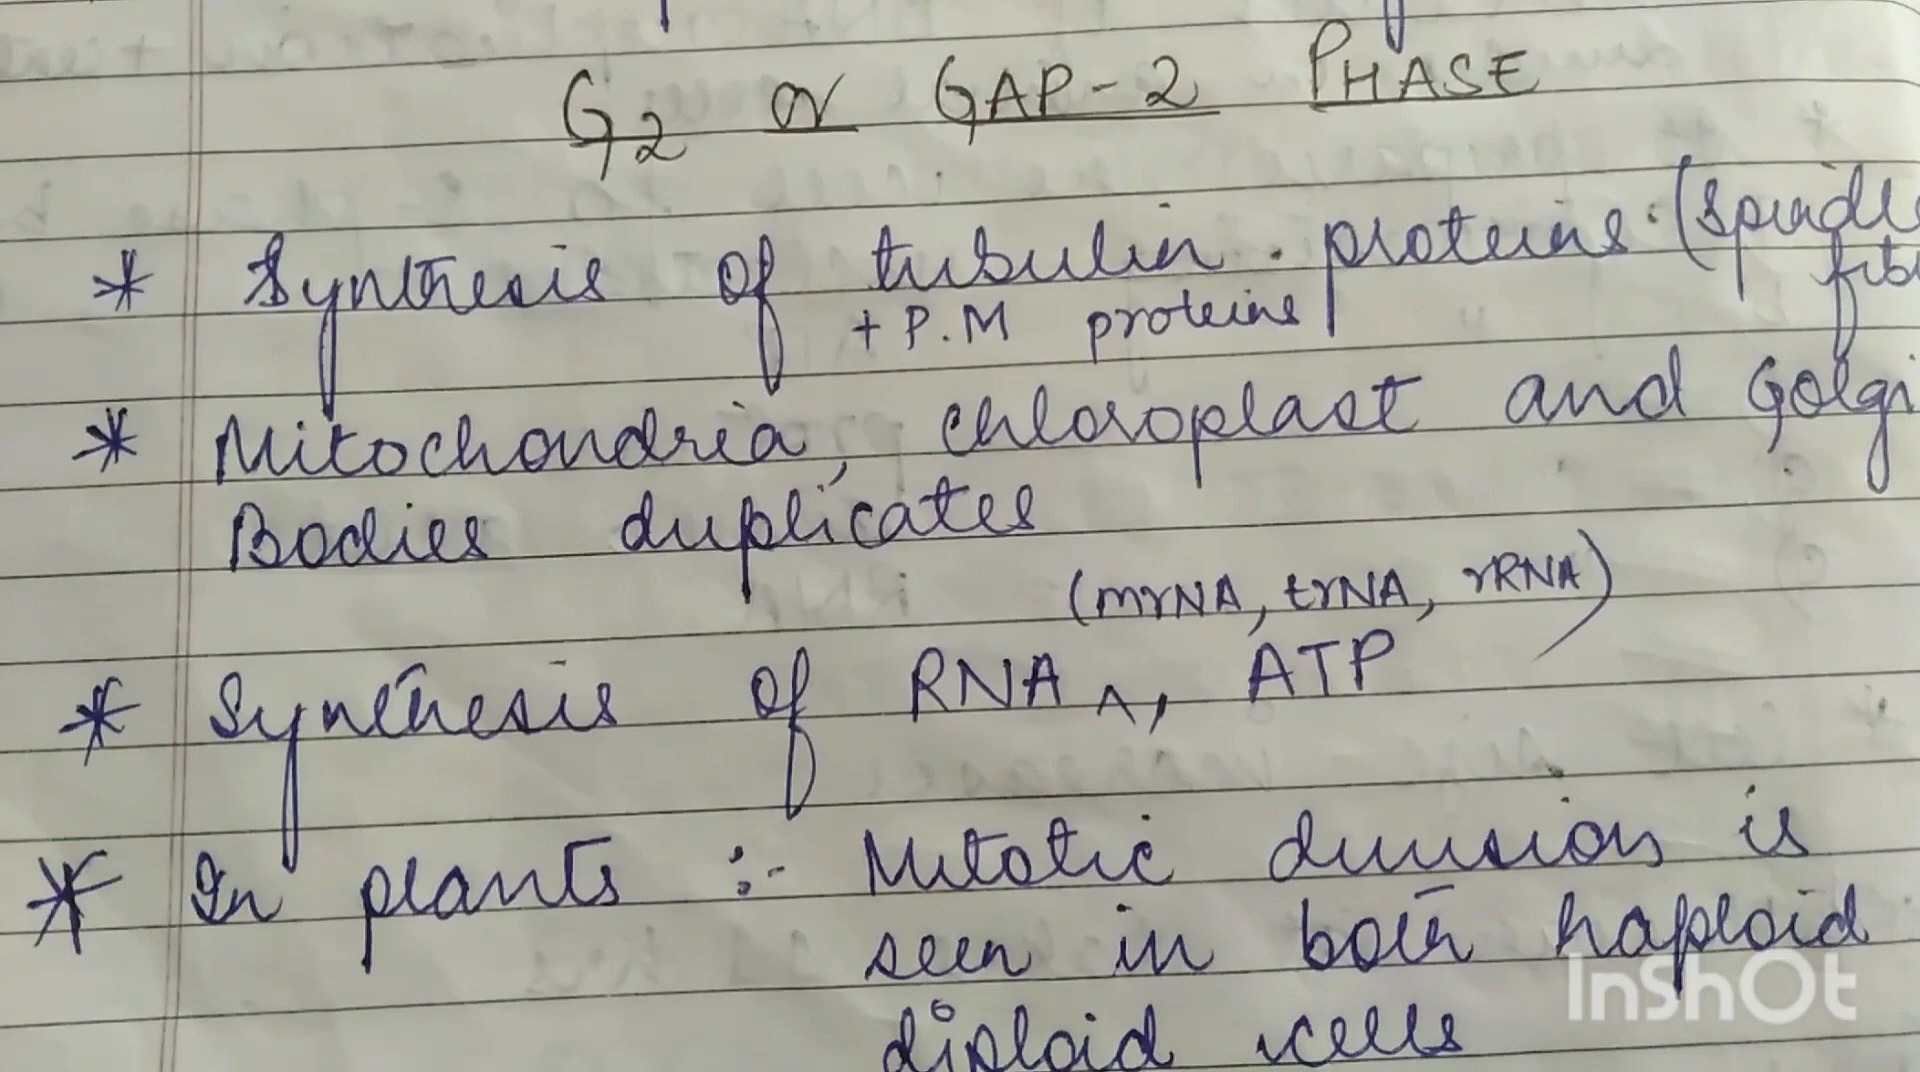 G2 or GAP-2 PHASE
* Synthesis of tubulin proteins (Spindle
+ P.M proteins
* Mitochondria, chloroplast and Golgi
Bodies duplicates
(mrNA, trNA, rRNA)
* Synthesis of RNA ^, ATP
* In plants :- Mitotic division is
seen in both haploid
diploid cells
InShOt